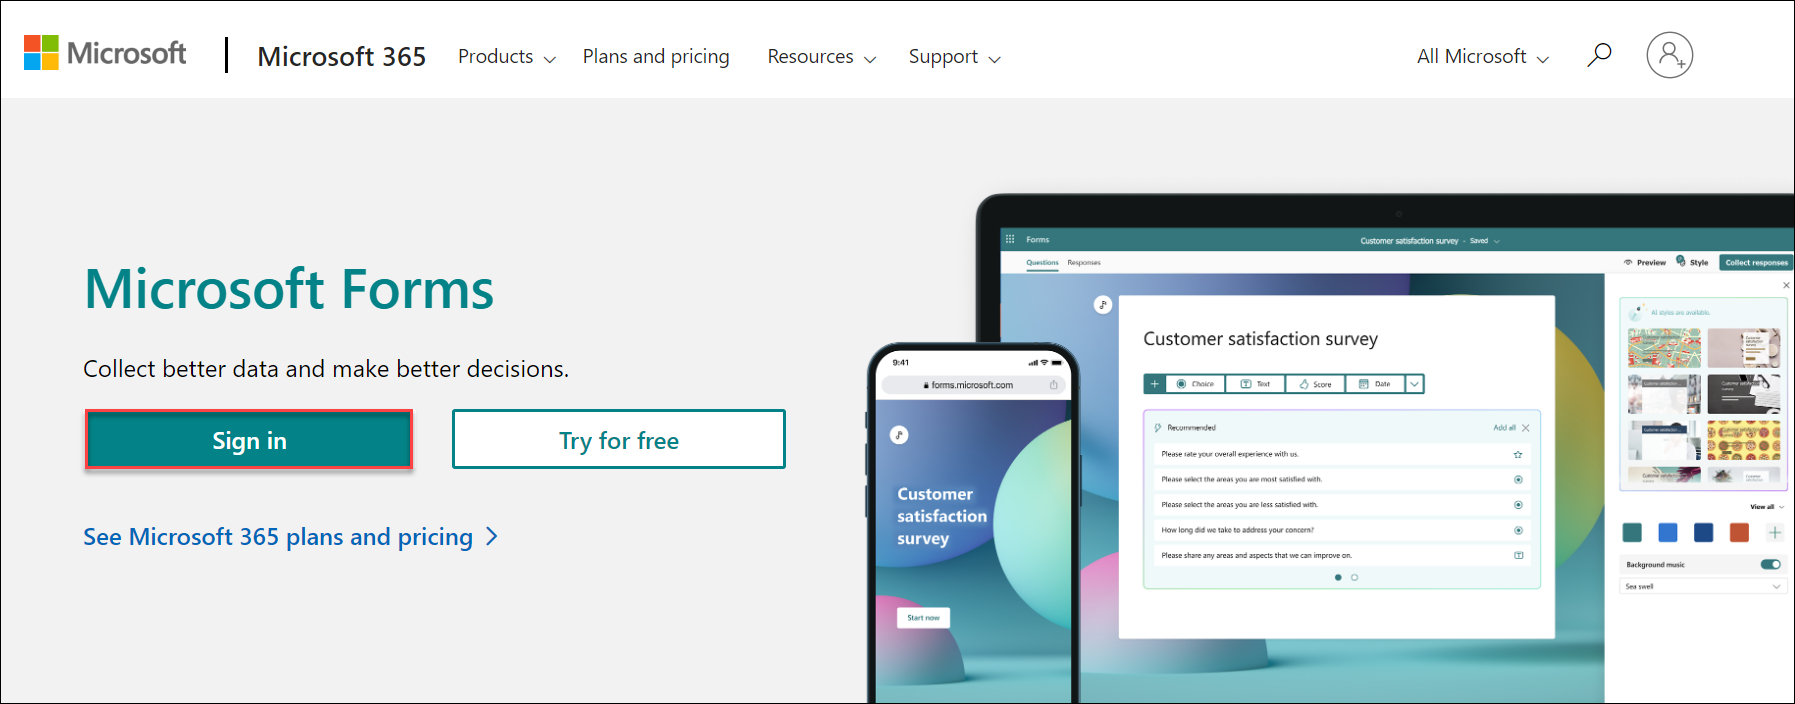 Microsoft
Microsoft 365
Products
Plans and pricing
Resources
Support
All Microsoft
Microsoft Forms
Collect better data and make better decisions.
Sign in
Try for free
See Microsoft 365 plans and pricing
9:41
forms.microsoft.com
Customer
satisfaction
survey
Start now
Forms
Customer satisfaction survey - Saved
Questions
Responses
Preview
Style
Collect responses
Customer satisfaction survey
Choice
Text
Score
Date
Recommended
Add all
Please rate your overall experience with us.
Please select the areas you are most satisfied with.
Please select the areas you are less satisfied with.
How long did we take to address your concern?
Please share any areas and aspects that we can improve on.
AI styles are available.
View all
Background music
Sea swell